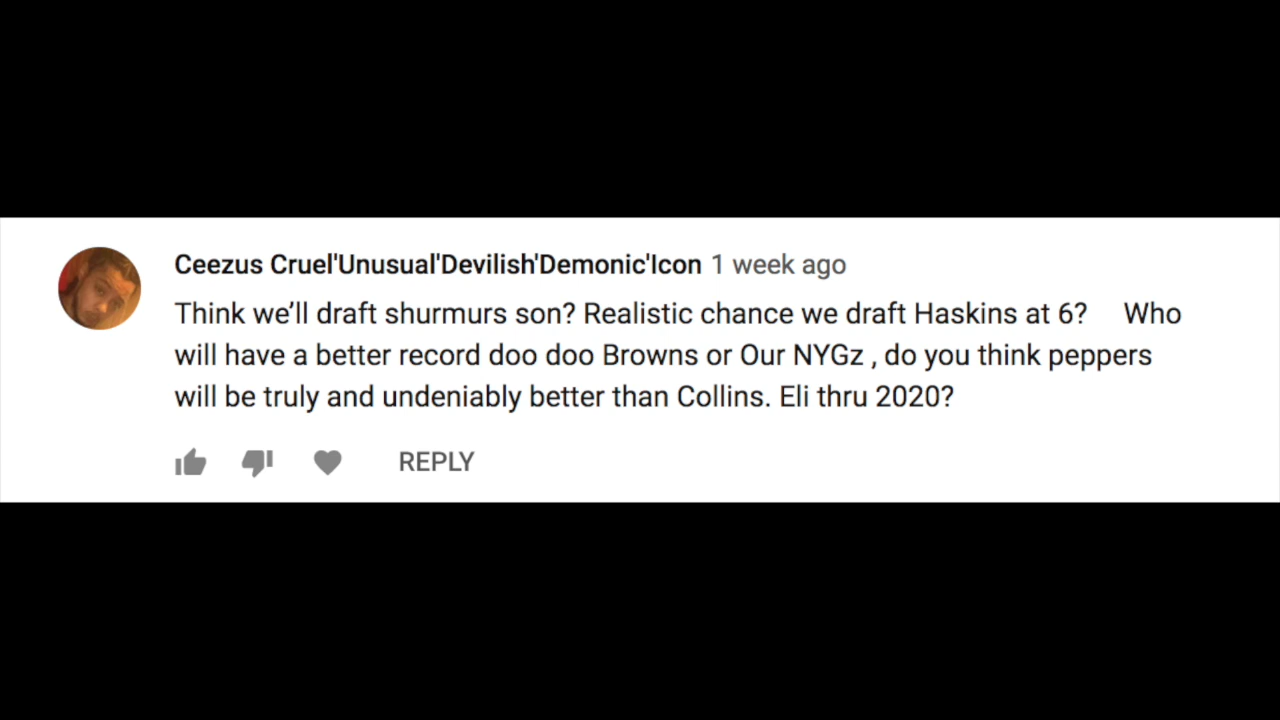 Ceezus Cruel'Unusual'Devilish'Demonic'Icon 1 week ago
Think we’ll draft shurmurs son? Realistic chance we draft Haskins at 6? Who
will have a better record doo doo Browns or Our NYGz , do you think peppers
will be truly and undeniably better than Collins. Eli thru 2020?
REPLY